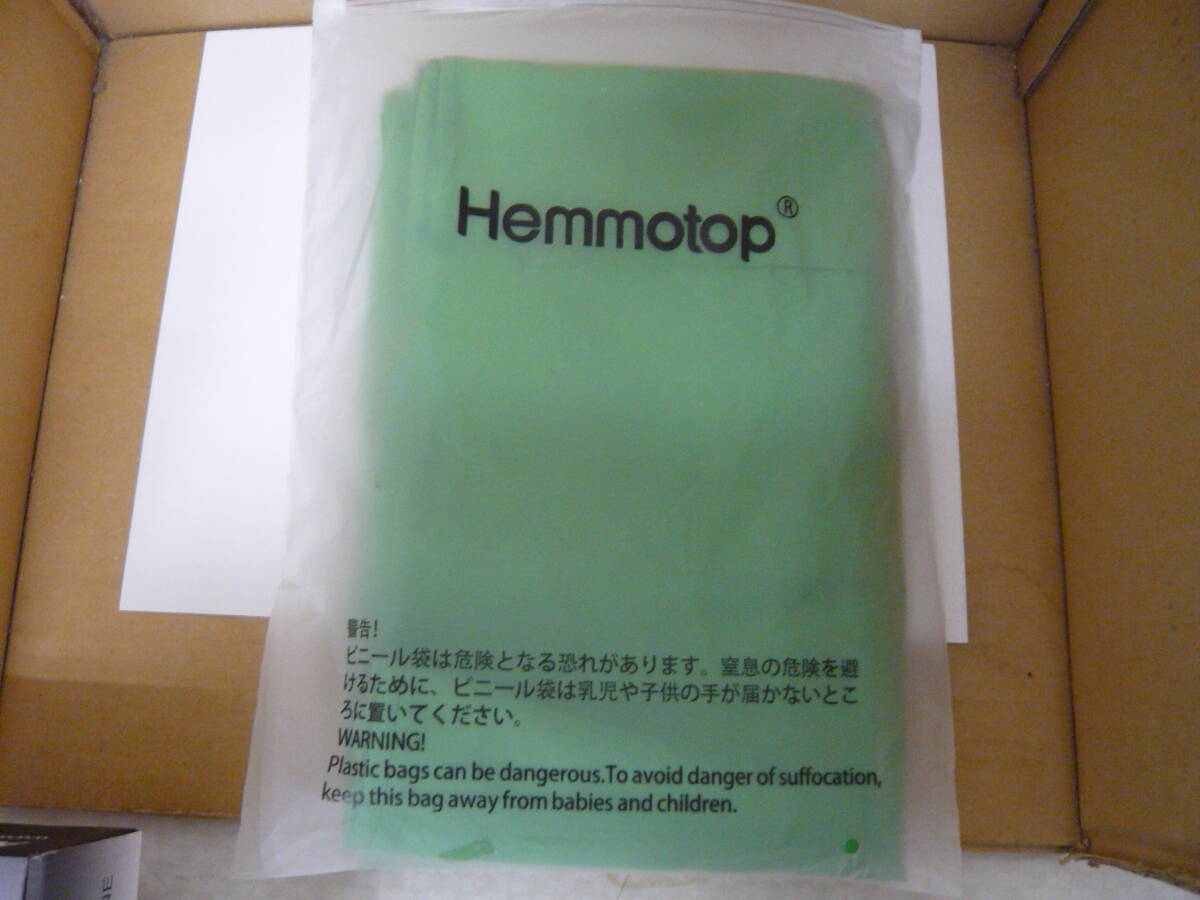 Hemmotop®
警告!
ビニール袋は危険となる恐れがあります。窒息の危険を避
けるために、ビニール袋は乳児や子供の手が届かないとこ
ろに置いてください。
WARNING!
Plastic bags can be dangerous.To avoid danger of suffocation,
keep this bag away from babies and children.